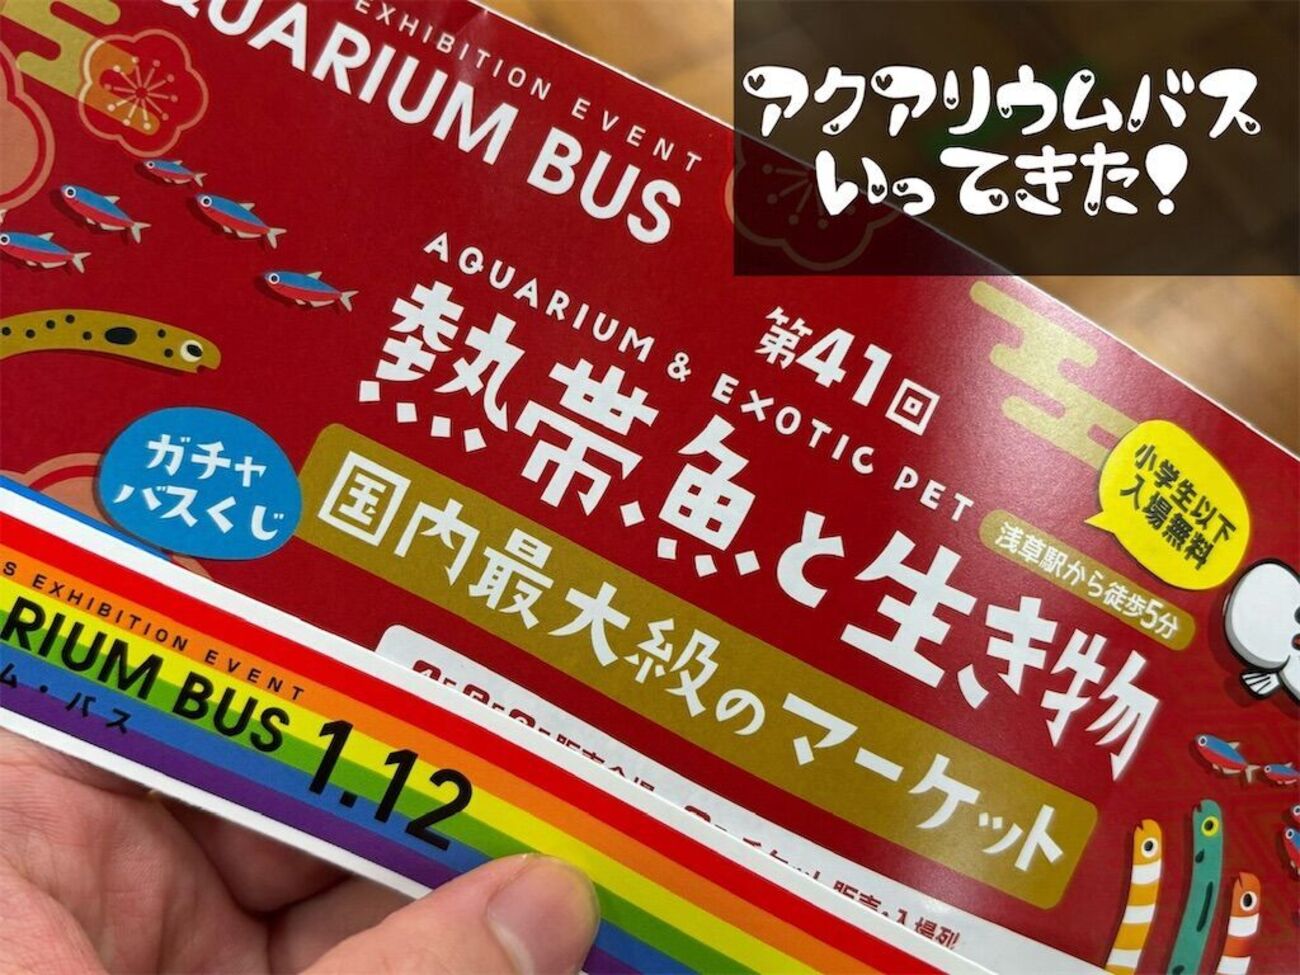 アクアリウムバス
いってきた!
EXHIBITION EVENT
QUARIUM BUS
第41回
AQUARIUM & EXOTIC PET
熱帯魚と生き物
国内最大級のマーケット
小学生以下
入場無料
浅草駅から徒歩5分
ガチャ
バスくじ
S EXHIBITION EVENT
RIUM BUS 1.12
ム・バス